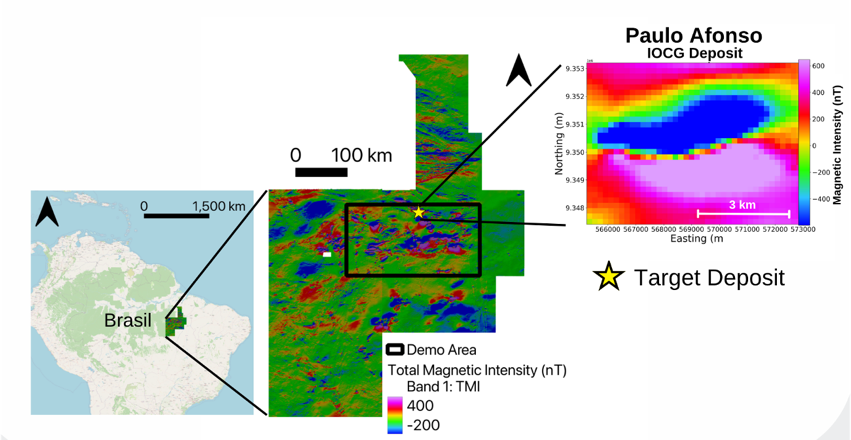 Paulo Afonso
IOCG Deposit
9.353
9.352
9.351
9.350
9.349
9.348
Northing (m)
3 km
566000 567000 568000 569000 570000 571000 572000 573000
Easting (m
600
400
200
0
−200
−400
Magnetic Intensity (nT)
0 100 km
0 1,500 km
Brasil
Target Deposit
Demo Area
Total Magnetic Intensity (nT)
Band 1: TMI
400
-200